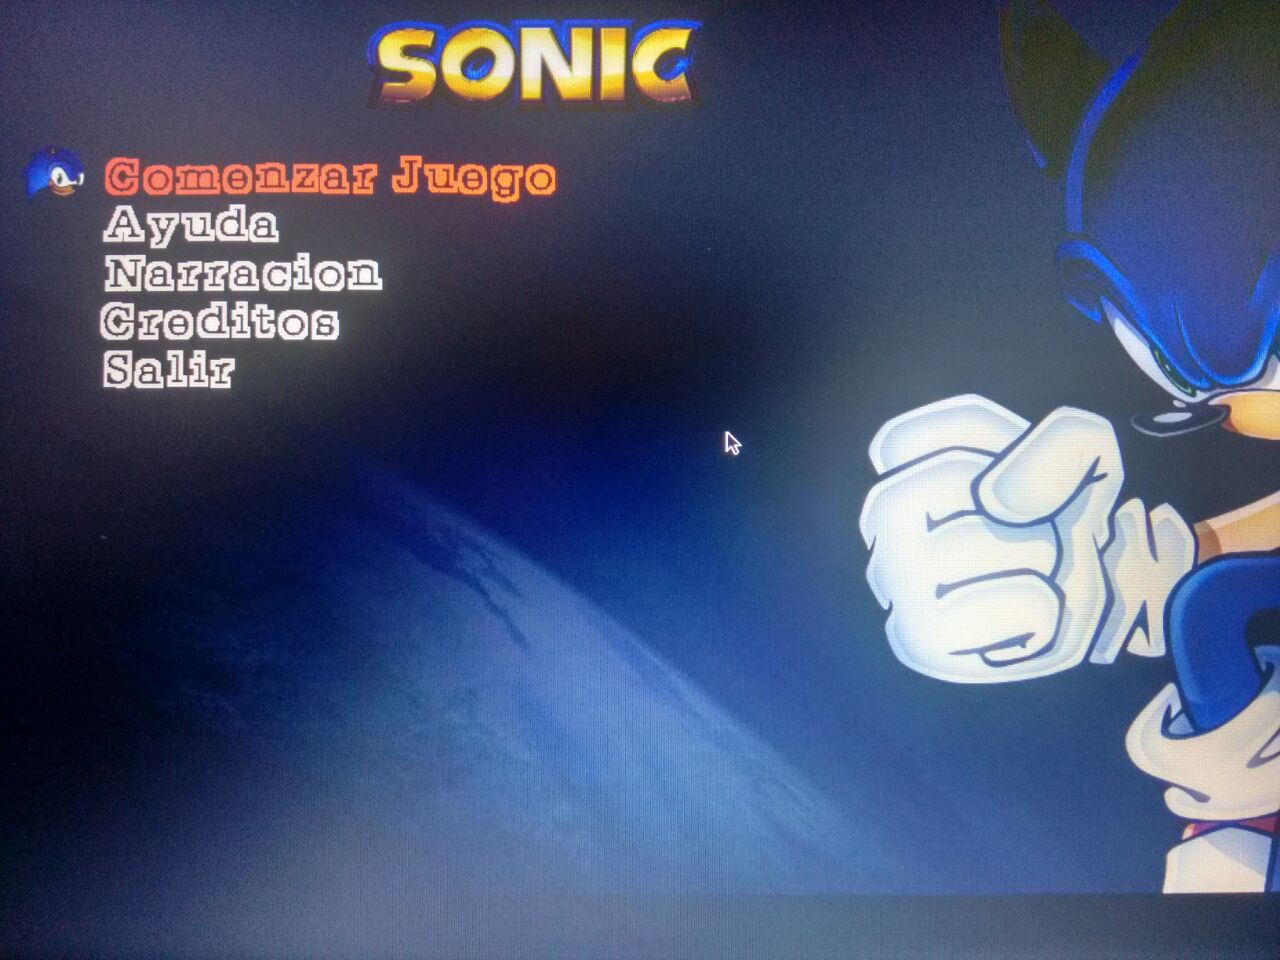 SONIC
Comenzar Juego
Ayuda
Narracion
Creditos
Salir